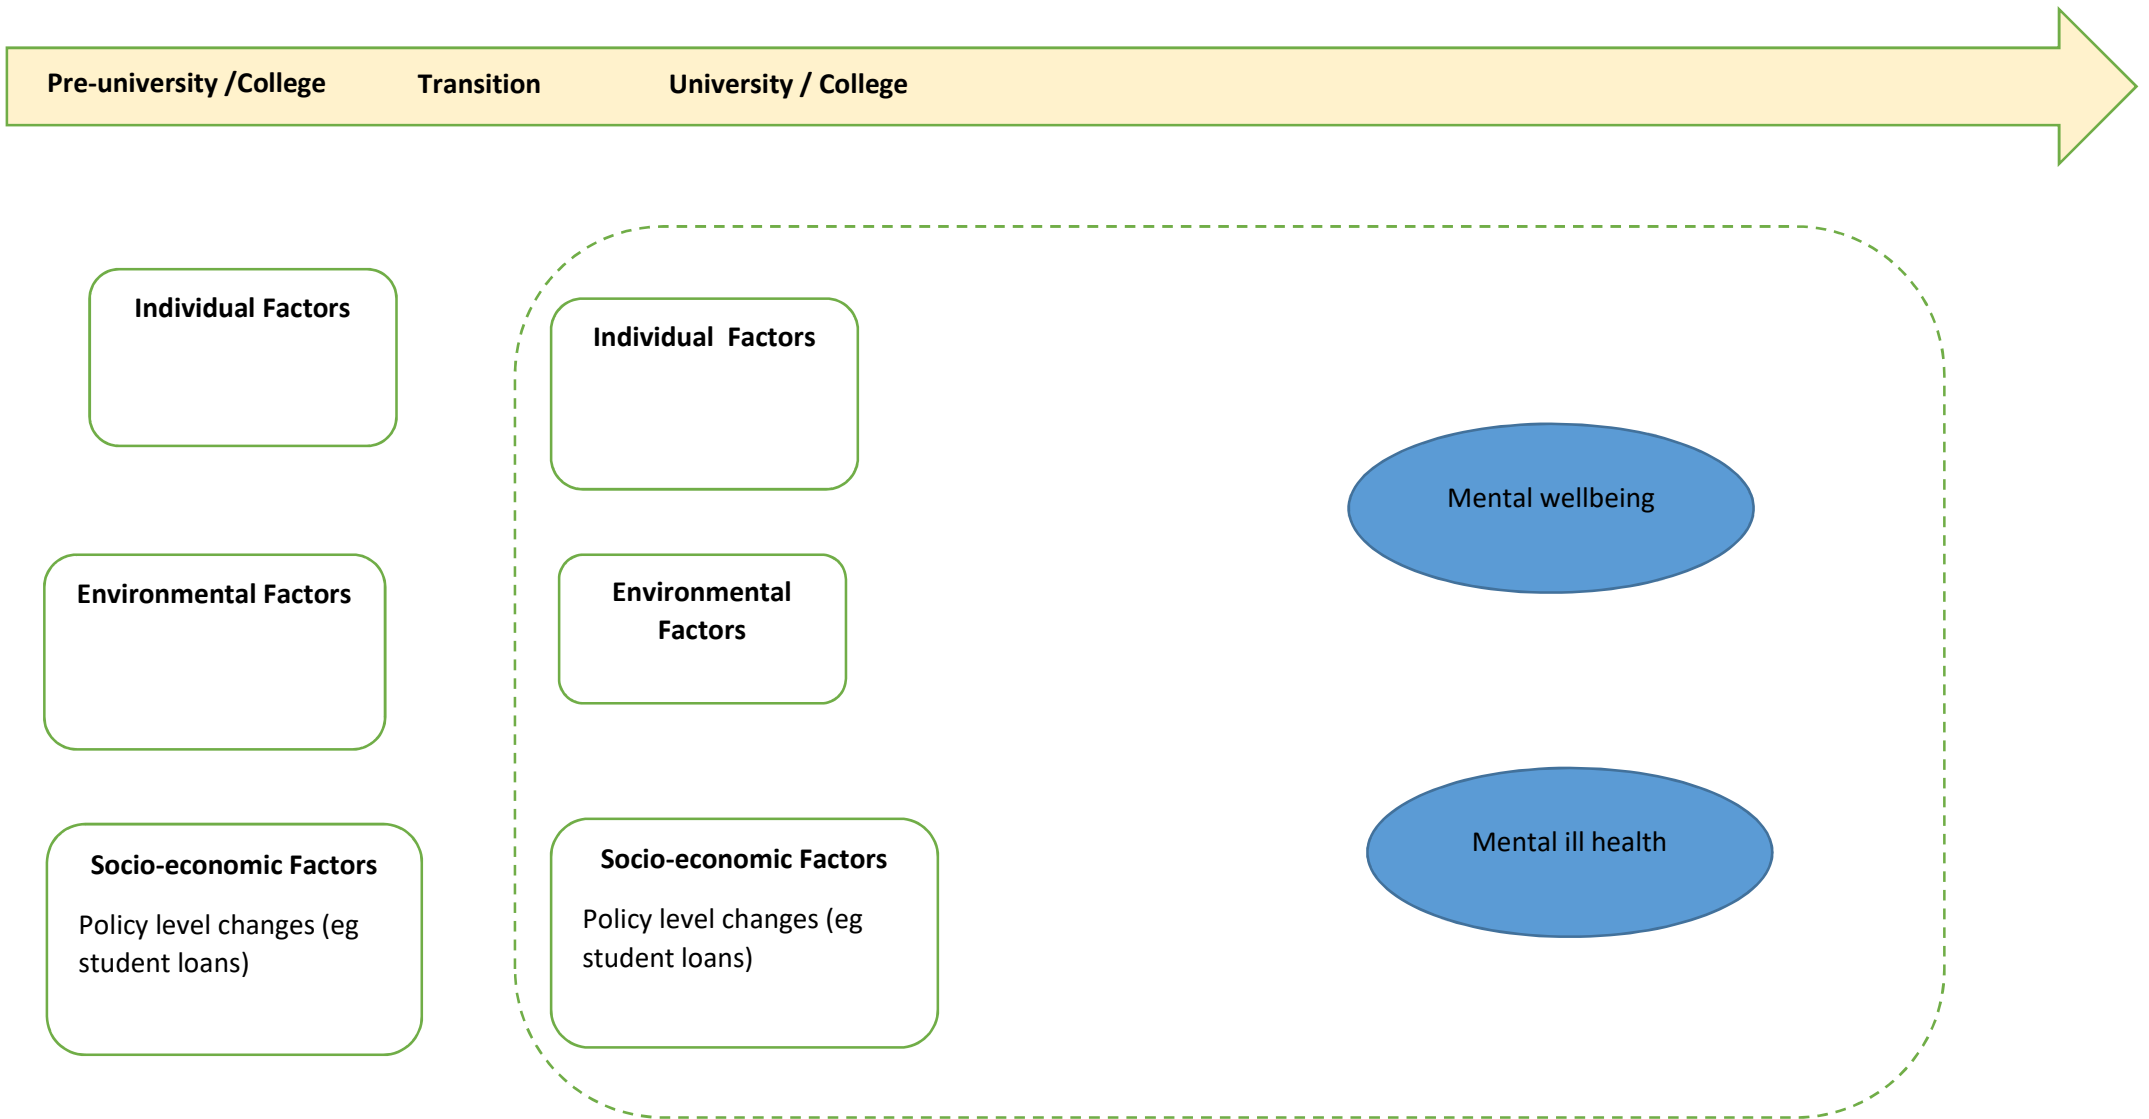 Pre-university /College
Transition
University / College
Individual Factors
Individual  Factors
Mental wellbeing
Environmental Factors
Environmental
Factors
Mental ill health
Socio-economic Factors
Policy level changes (eg
student loans)
Socio-economic Factors
Policy level changes (eg
student loans)